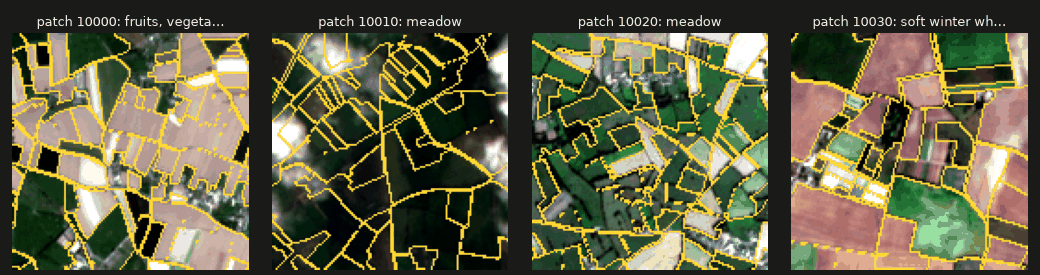 patch 10000: fruits, vegeta...
patch 10010: meadow
patch 10020: meadow
patch 10030: soft winter wh...